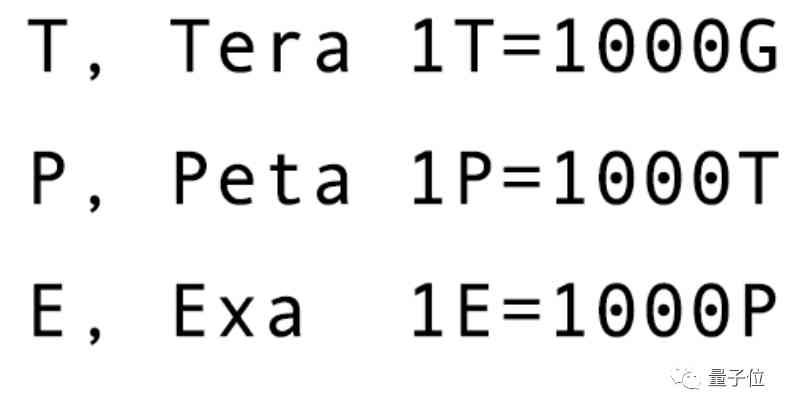 T, Tera 1T=1000G
P, Peta 1P=1000T
E, Exa 1E=1000P
量子位